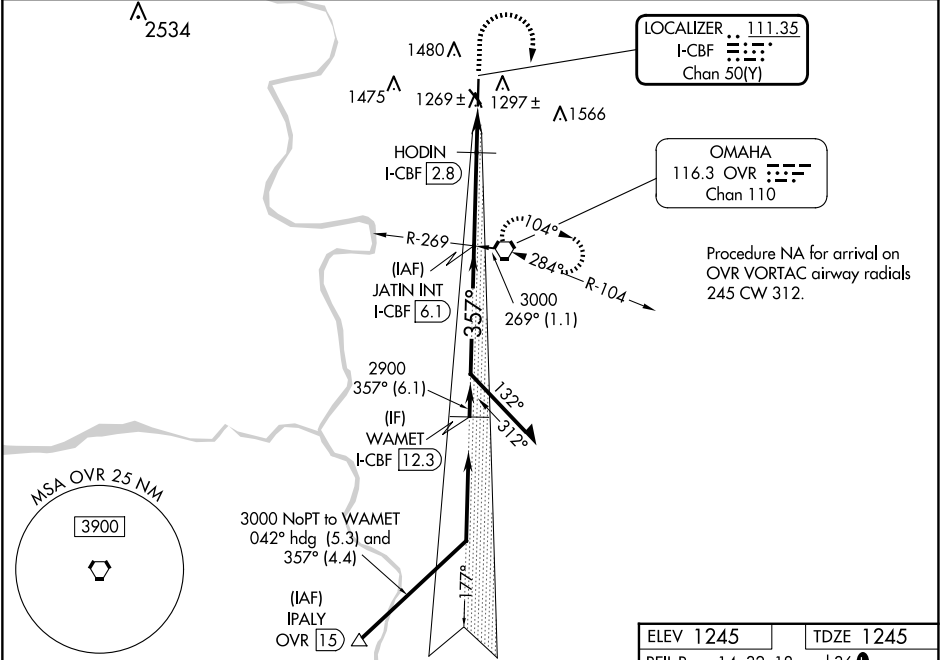 2534
1480
LOCALIZER 111.35
I-CBF
Chan 50(Y)
1475
1269 ±
1297 ±
1566
HODIN
I-CBF 2.8
OMAHA
116.3 OVR
Chan 110
R-269
104°
284°
R-104
(IAF)
JATIN INT
I-CBF 6.1
3000
269° (1.1)
Procedure NA for arrival on
OVR VORTAC airway radials
245 CW 312.
357°
2900
357° (6.1)
132°
312°
(IF)
WAMET
I-CBF 12.3
MSA OVR 25 NM
3900
3000 NoPT to WAMET
042° hdg (5.3) and
357° (4.4)
177°
(IAF)
IPALY
OVR 15
ELEV 1245
TDZE 1245